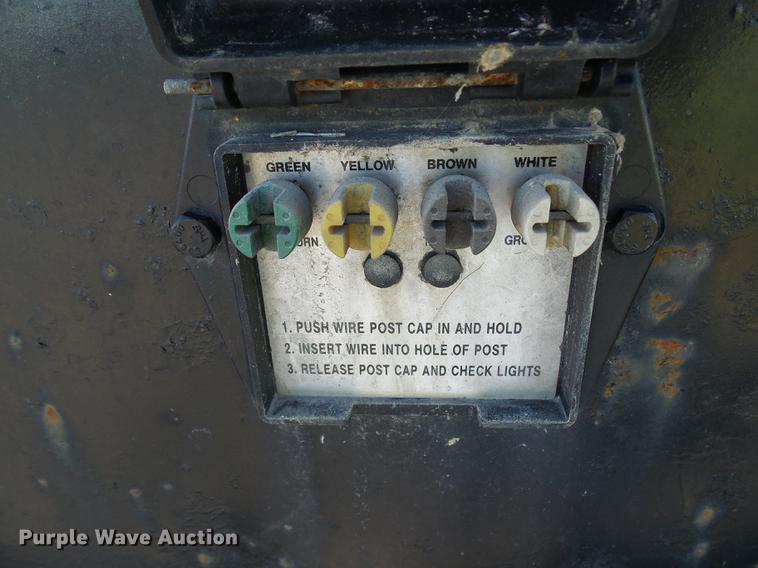 GREEN YELLOW BROWN WHITE
1. PUSH WIRE POST CAP IN AND HOLD
2. INSERT WIRE INTO HOLE OF POST
3. RELEASE POST CAP AND CHECK LIGHTS
Purple Wave Auction